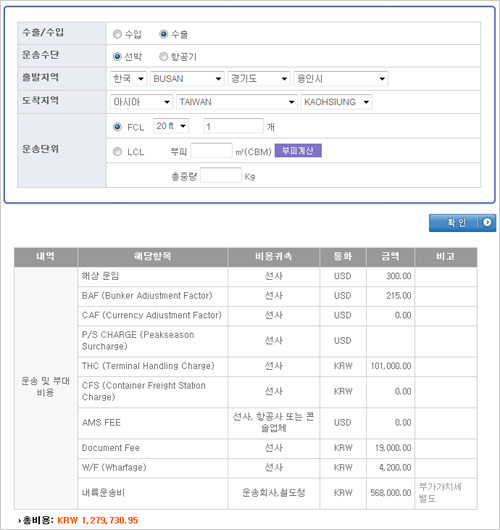 수출/수입 수입 수출
운송수단 선박 항공기
출발지역 한국 BUSAN 경기도 용인시
도착지역 아시아 TAIWAN KAOHSIUNG
운송단위 FCL 20 ft 1 개
LCL 부피 m³(CBM) 부피계산
총중량 Kg
확 인
내역 해당항목 비용귀속 통화 금액 비고
운송 및 부대비용
해상 운임 선사 USD 300.00
BAF (Bunker Adjustment Factor) 선사 USD 215.00
CAF (Currency Adjustment Factor) 선사 USD 0.00
P/S CHARGE (Peakseason
Surcharge) 선사 USD
THC (Terminal Handling Charge) 선사 KRW 101,000.00
CFS (Container Freight Station
Charge) 선사 KRW 0.00
AMS FEE 선사, 항공사 또는 콘
솔업체 USD 0.00
Document Fee 선사 KRW 19,000.00
W/F (Wharfage) 선사 KRW 4,200.00
내륙운송비 운송회사,철도청 KRW 568,000.00 부가가치세
별도
›총비용: KRW 1,279,730.95